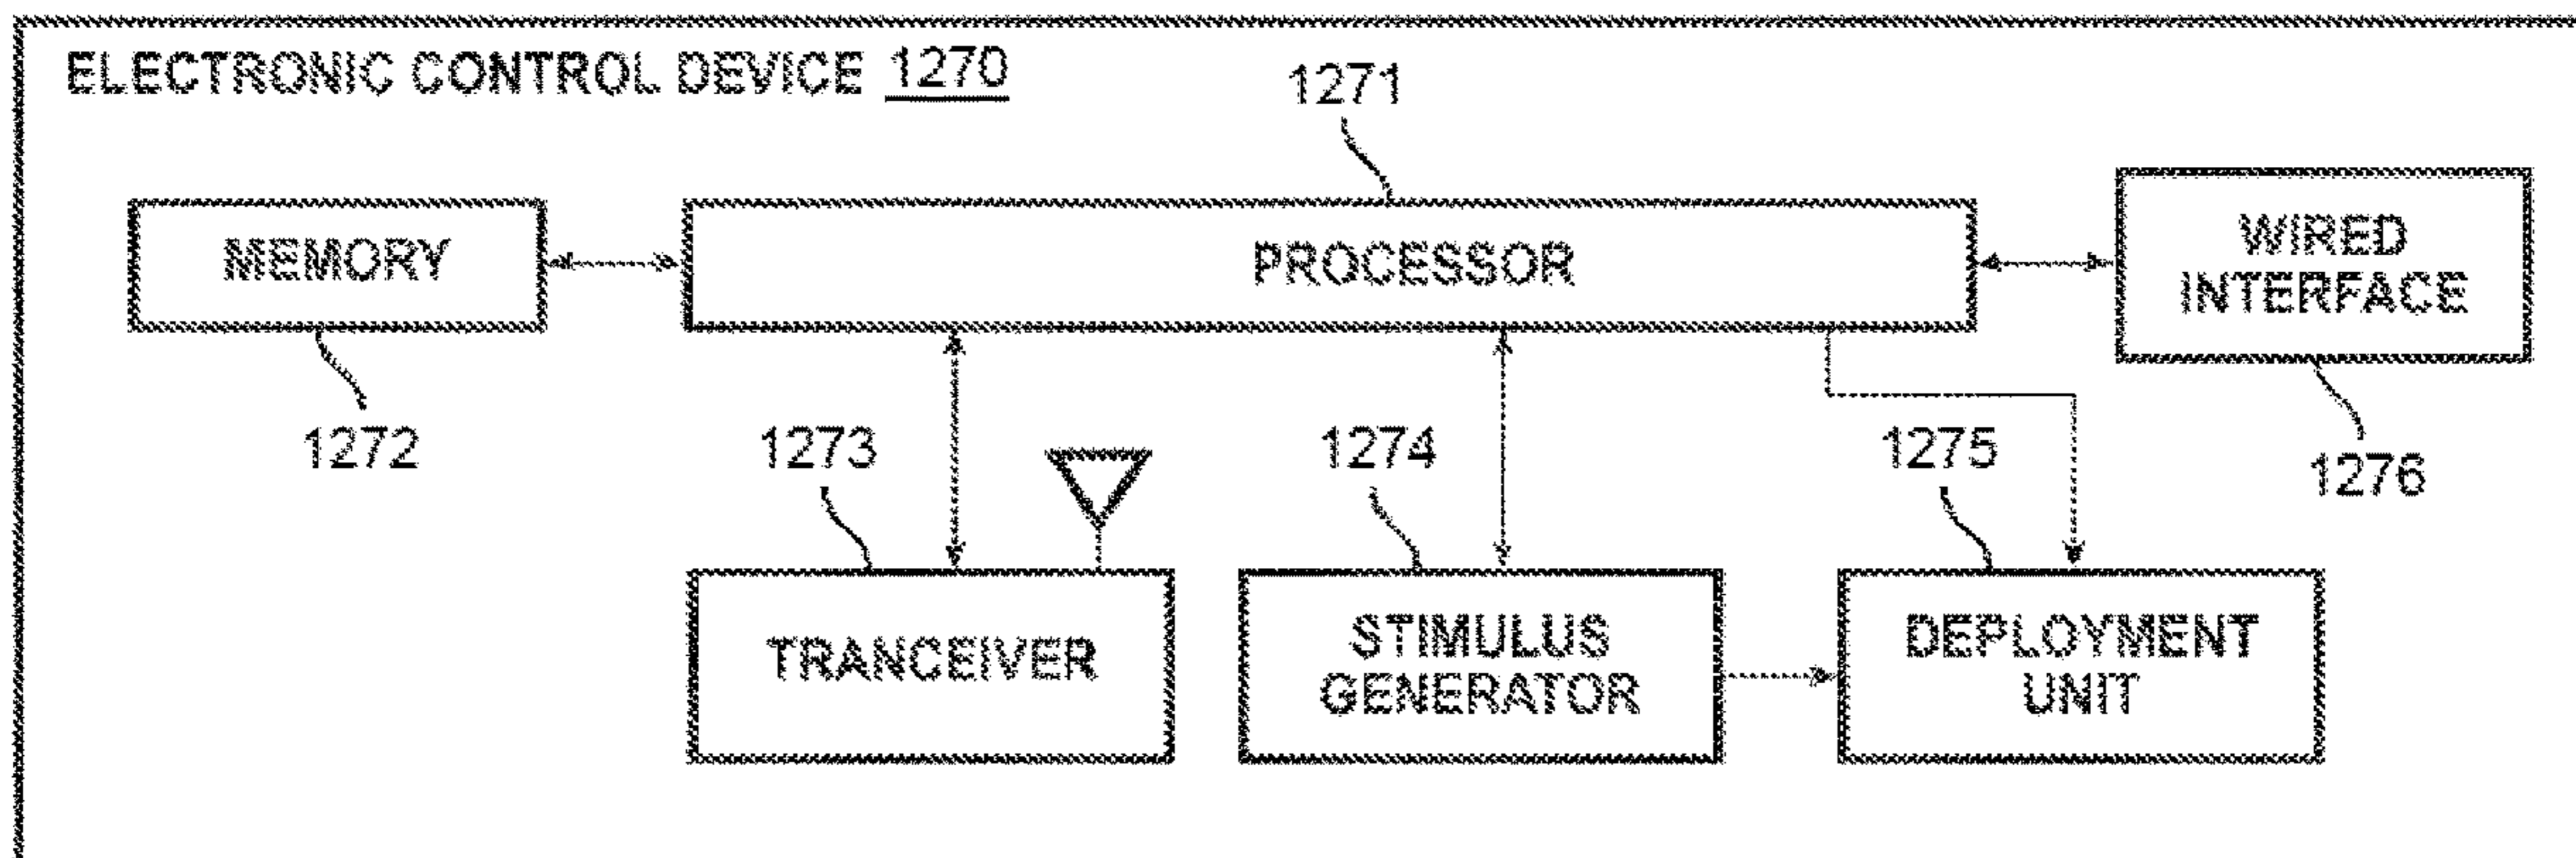 ELECTRONIC CONTROL DEVICE 1270
1271
MEMORY
PROCESSOR
WIRED
INTERFACE
1272
1273
1274
1275
1276
TRANCEIVER
STIMULUS
GENERATOR
DEPLOYMENT
UNIT